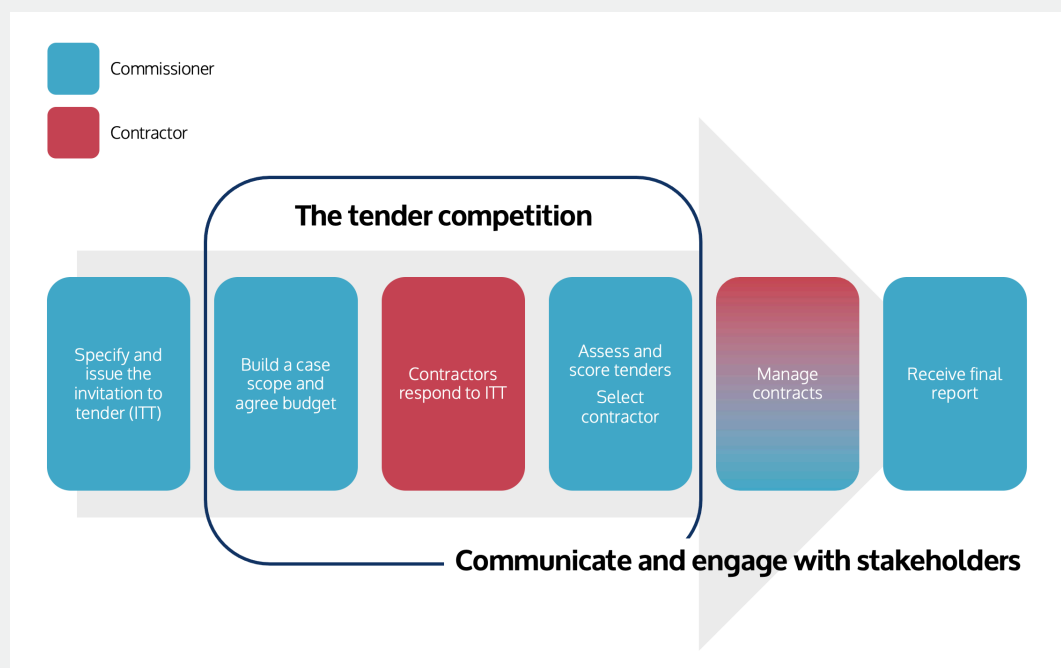 Commissioner
Contractor
The tender competition
Specify and
issue the
invitation to
tender (ITT)
Build a case
scope and
agree budget
Contractors
respond to ITT
Assess and
score tenders
Select
contractor
Manage
contracts
Receive final
report
Communicate and engage with stakeholders